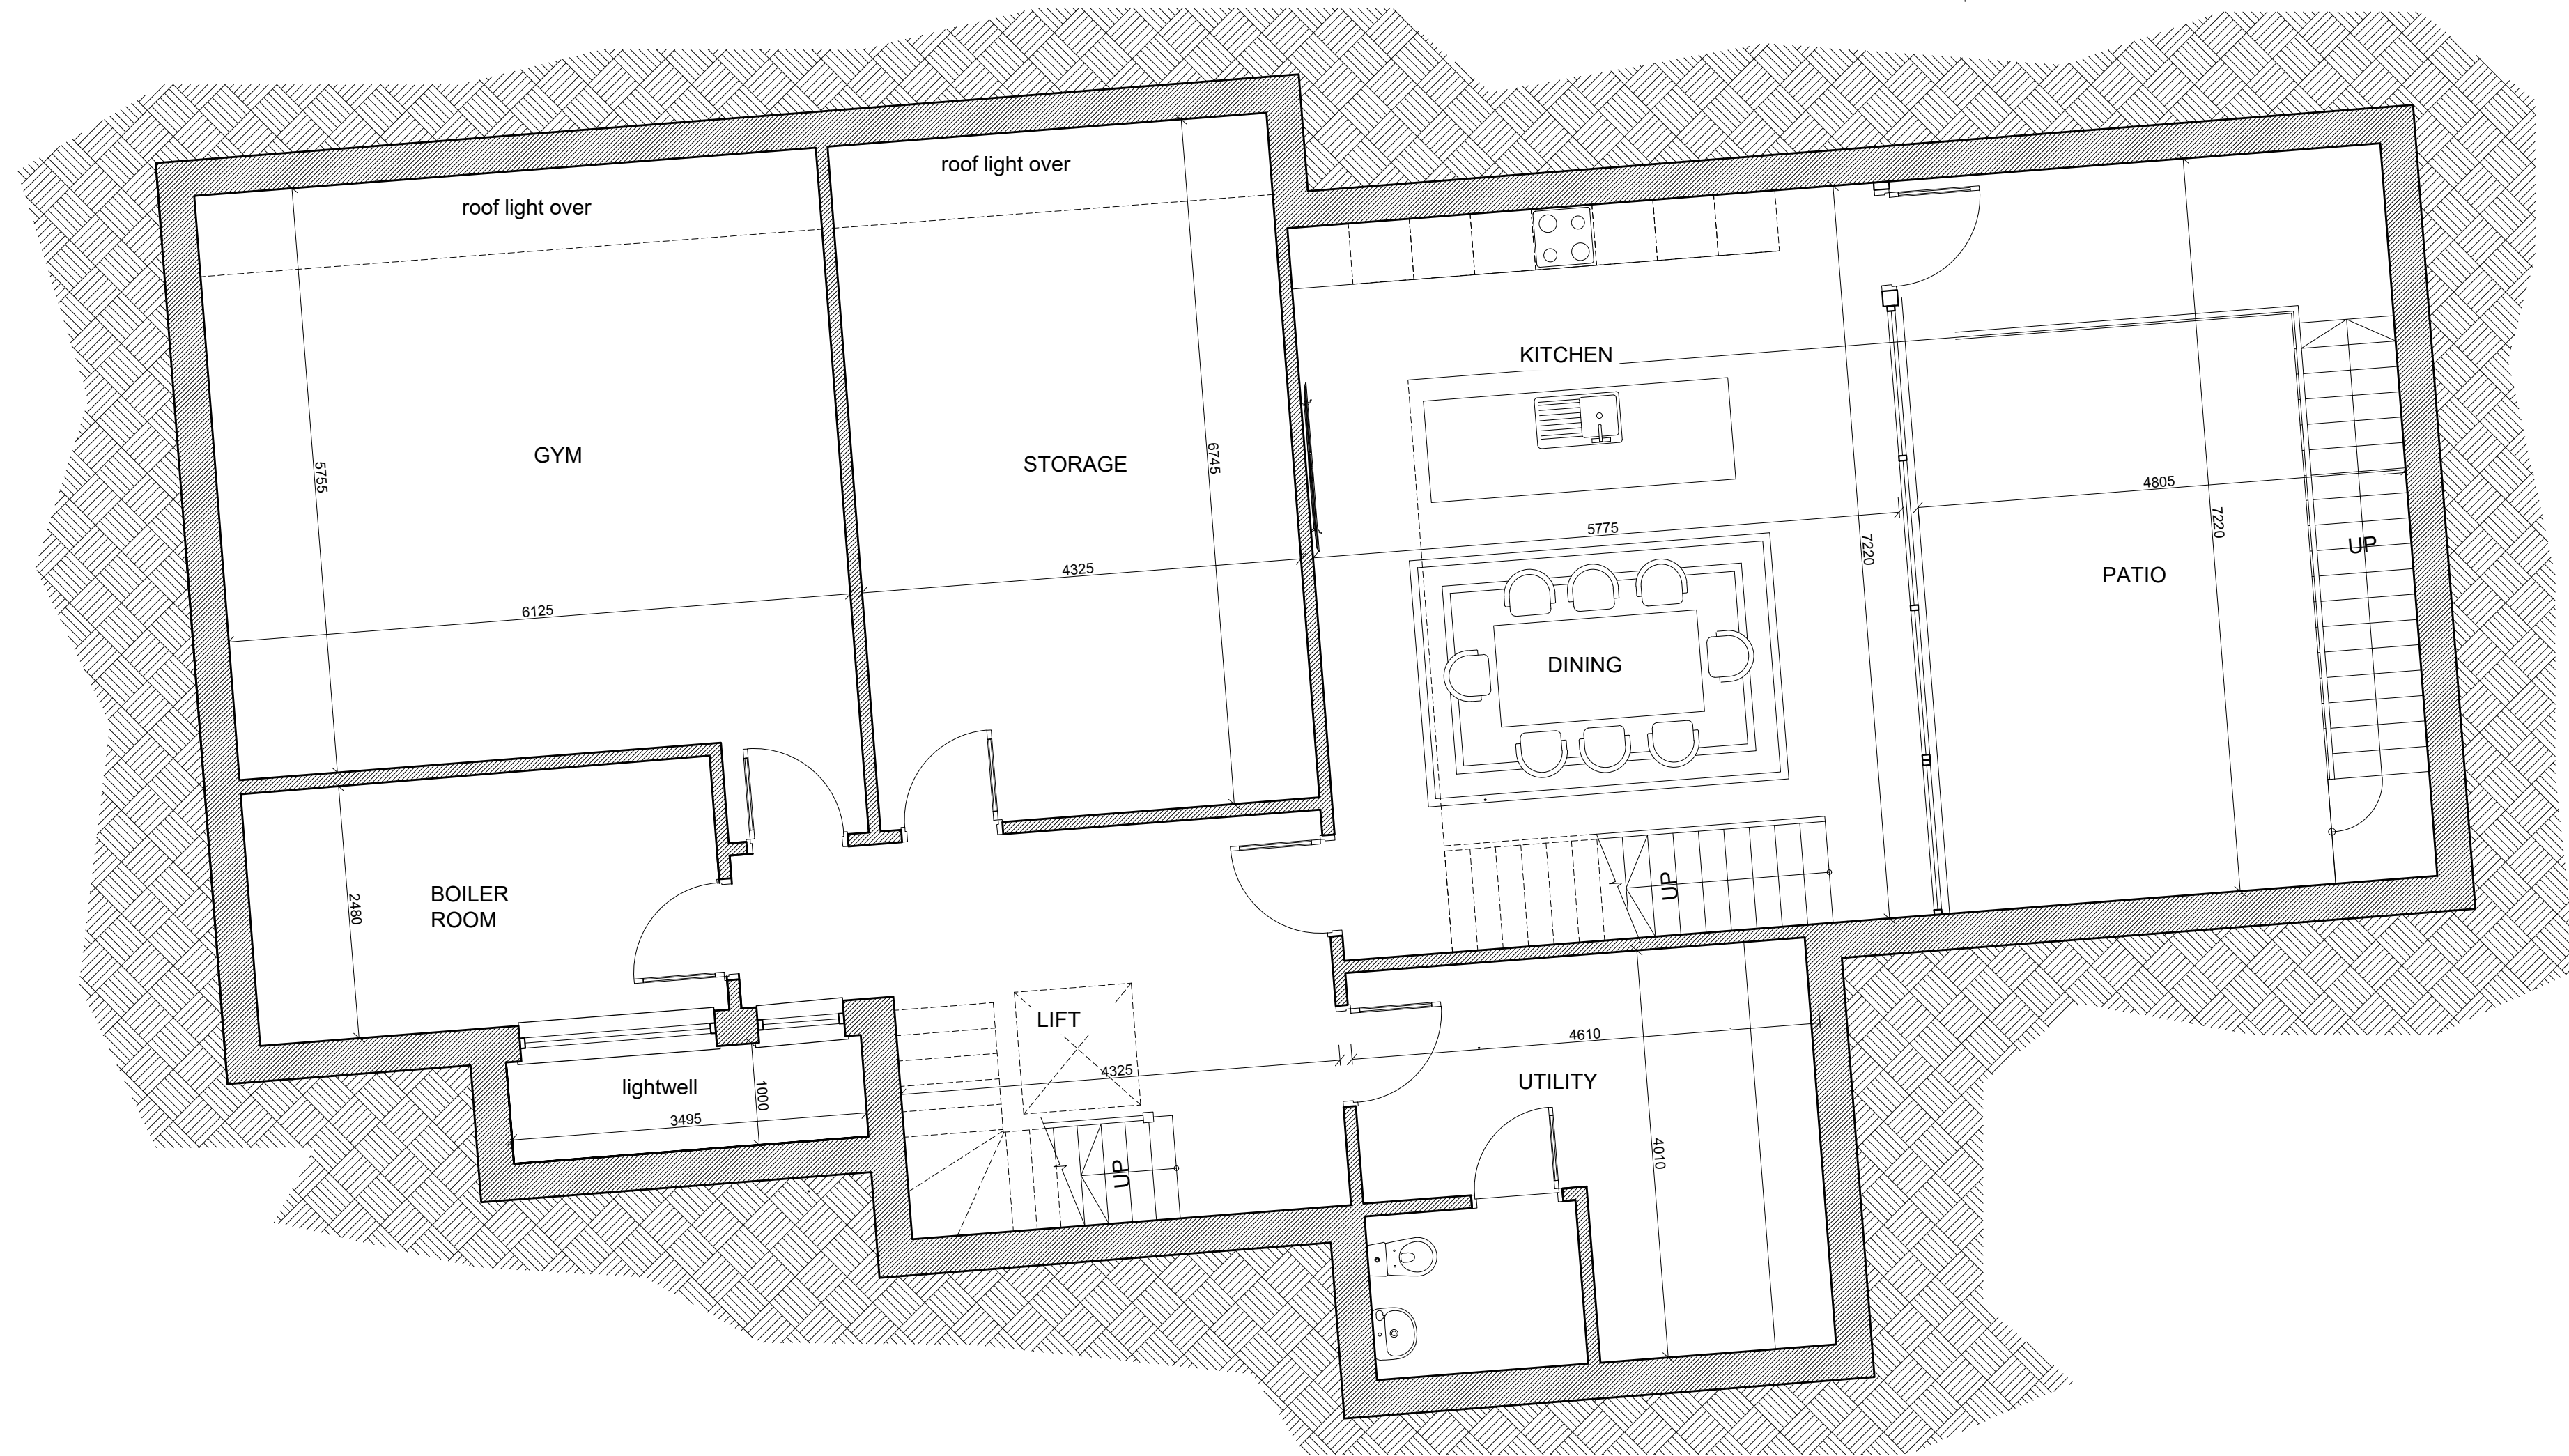 roof light over
roof light over
KITCHEN
GYM
STORAGE
5755
6745
4805
7220
7220
5775
UP
PATIO
4325
6125
DINING
BOILER
ROOM
2480
UP
LIFT
4610
4325
UTILITY
lightwell
1000
3495
4010
UP